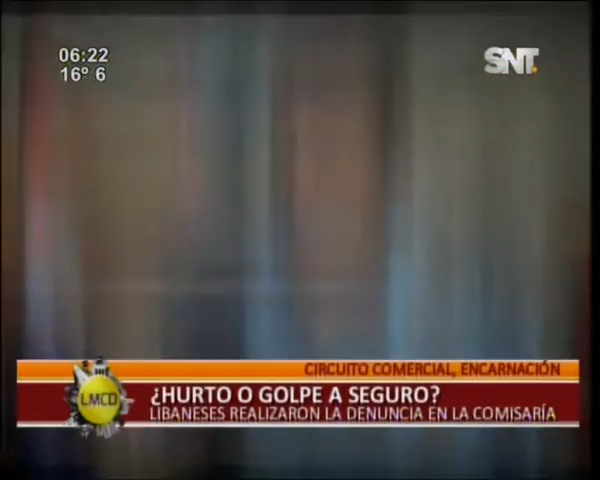 06:22
16° 6
SNT.
CIRCUITO COMERCIAL, ENCARNACIÓN
LMCD
¿HURTO O GOLPE A SEGURO?
LIBANESES REALIZARON LA DENUNCIA EN LA COMISARÍA